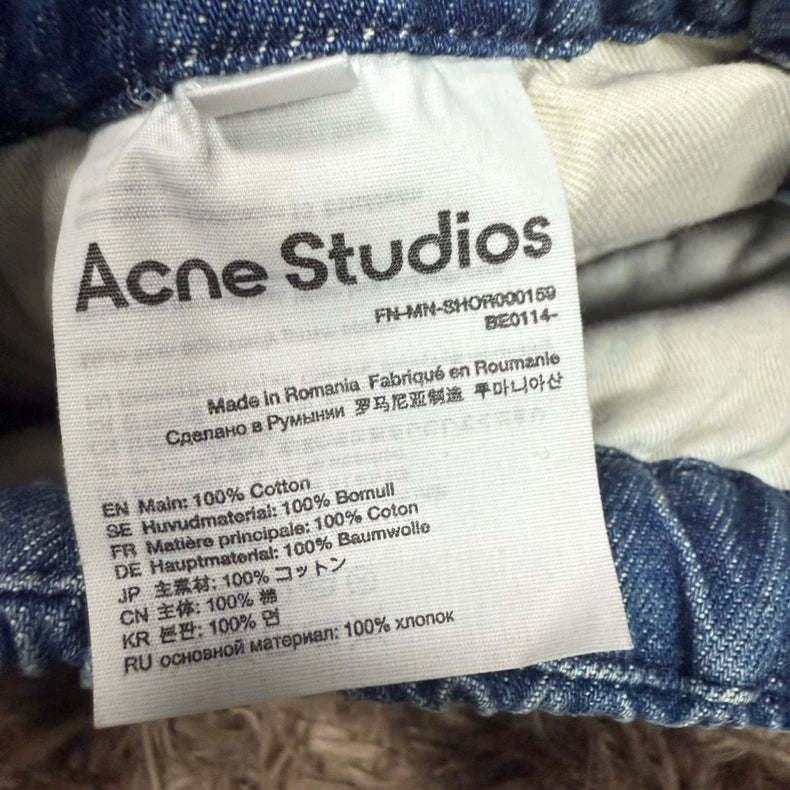 Acne Studios
FN-MN-SHOR000159
BE0114-
Made in Romania Fabriqué en Roumanie
Сделано в Румынии 罗马尼亚制造 루마니아산
EN Main: 100% Cotton
SE Huvudmaterial: 100% Bomull
FR Matière principale: 100% Coton
DE Hauptmaterial: 100% Baumwolle
JP 主素材: 100% コットン
CN 主体: 100% 棉
KR 본판: 100% 면
RU основной материал: 100% хлопок